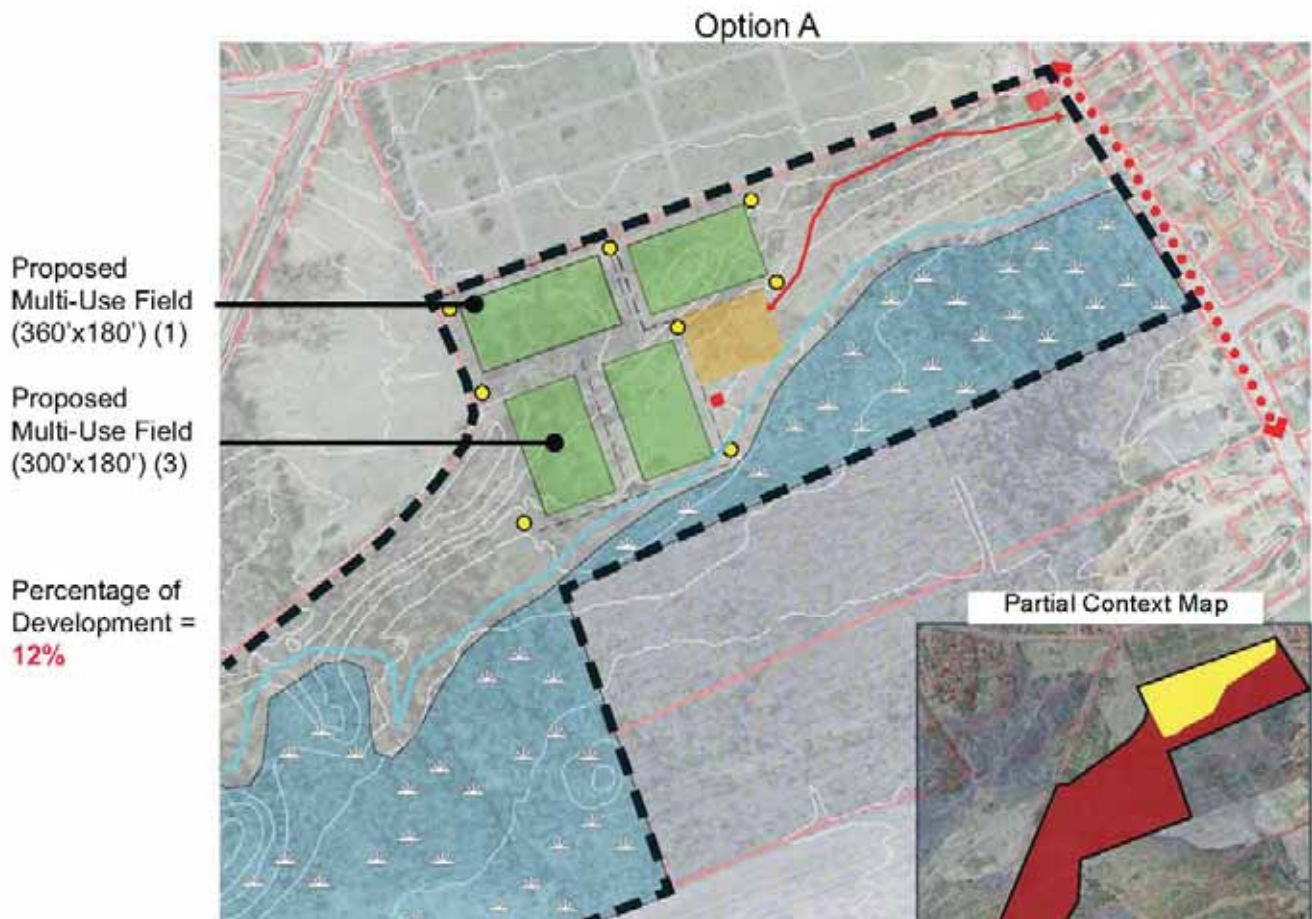 Option A
Proposed
Multi-Use Field
(360'x180') (1)
Proposed
Multi-Use Field
(300'x180') (3)
Percentage of
Development =
12%
Partial Context Map